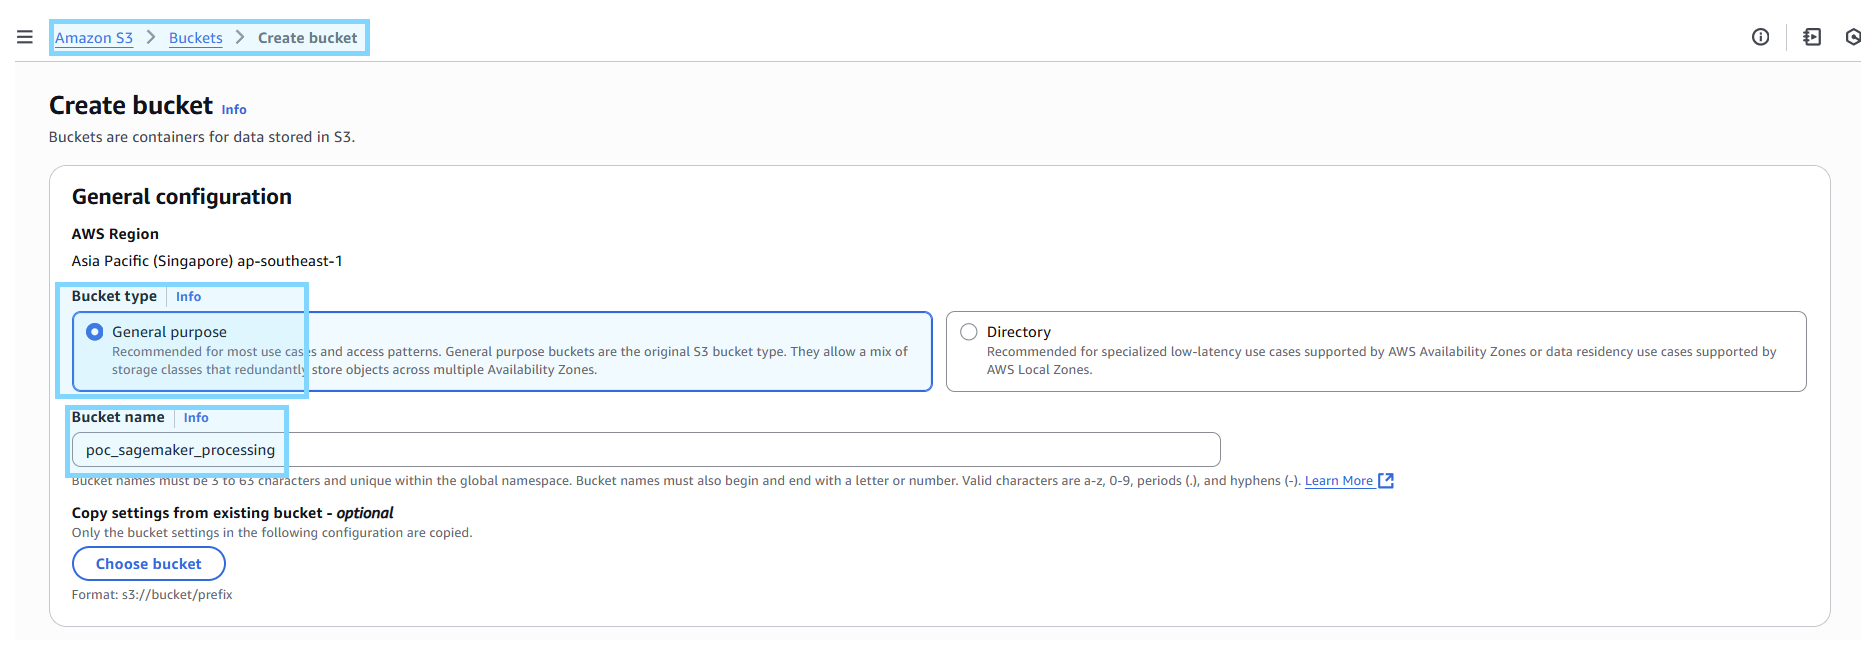 Amazon S3 > Buckets > Create bucket
Create bucket Info
Buckets are containers for data stored in S3.
General configuration
AWS Region
Asia Pacific (Singapore) ap-southeast-1
Bucket type Info
General purpose
Recommended for most use cases and access patterns. General purpose buckets are the original S3 bucket type. They allow a mix of
storage classes that redundantly store objects across multiple Availability Zones.
Directory
Recommended for specialized low-latency use cases supported by AWS Availability Zones or data residency use cases supported by
AWS Local Zones.
Bucket name Info
poc_sagemaker_processing
Bucket names must be 3 to 63 characters and unique within the global namespace. Bucket names must also begin and end with a letter or number. Valid characters are a-z, 0-9, periods (.), and hyphens (-). Learn More
Copy settings from existing bucket - optional
Only the bucket settings in the following configuration are copied.
Choose bucket
Format: s3://bucket/prefix